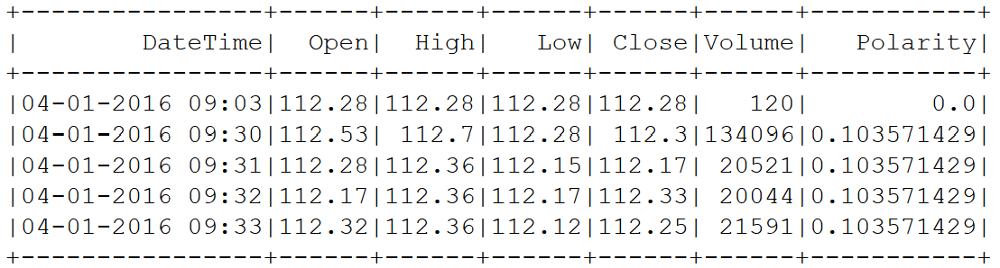 +----------------+------+------+------+------+------+-----------+
|        DateTime|  Open|  High|   Low| Close|Volume|   Polarity|
+----------------+------+------+------+------+------+-----------+
|04-01-2016 09:03|112.28|112.28|112.28|112.28|   120|        0.0|
|04-01-2016 09:30|112.53| 112.7|112.28| 112.3|134096|0.103571429|
|04-01-2016 09:31|112.28|112.36|112.15|112.17| 20521|0.103571429|
|04-01-2016 09:32|112.17|112.36|112.17|112.33| 20044|0.103571429|
|04-01-2016 09:33|112.32|112.36|112.12|112.25| 21591|0.103571429|
+----------------+------+------+------+------+------+-----------+